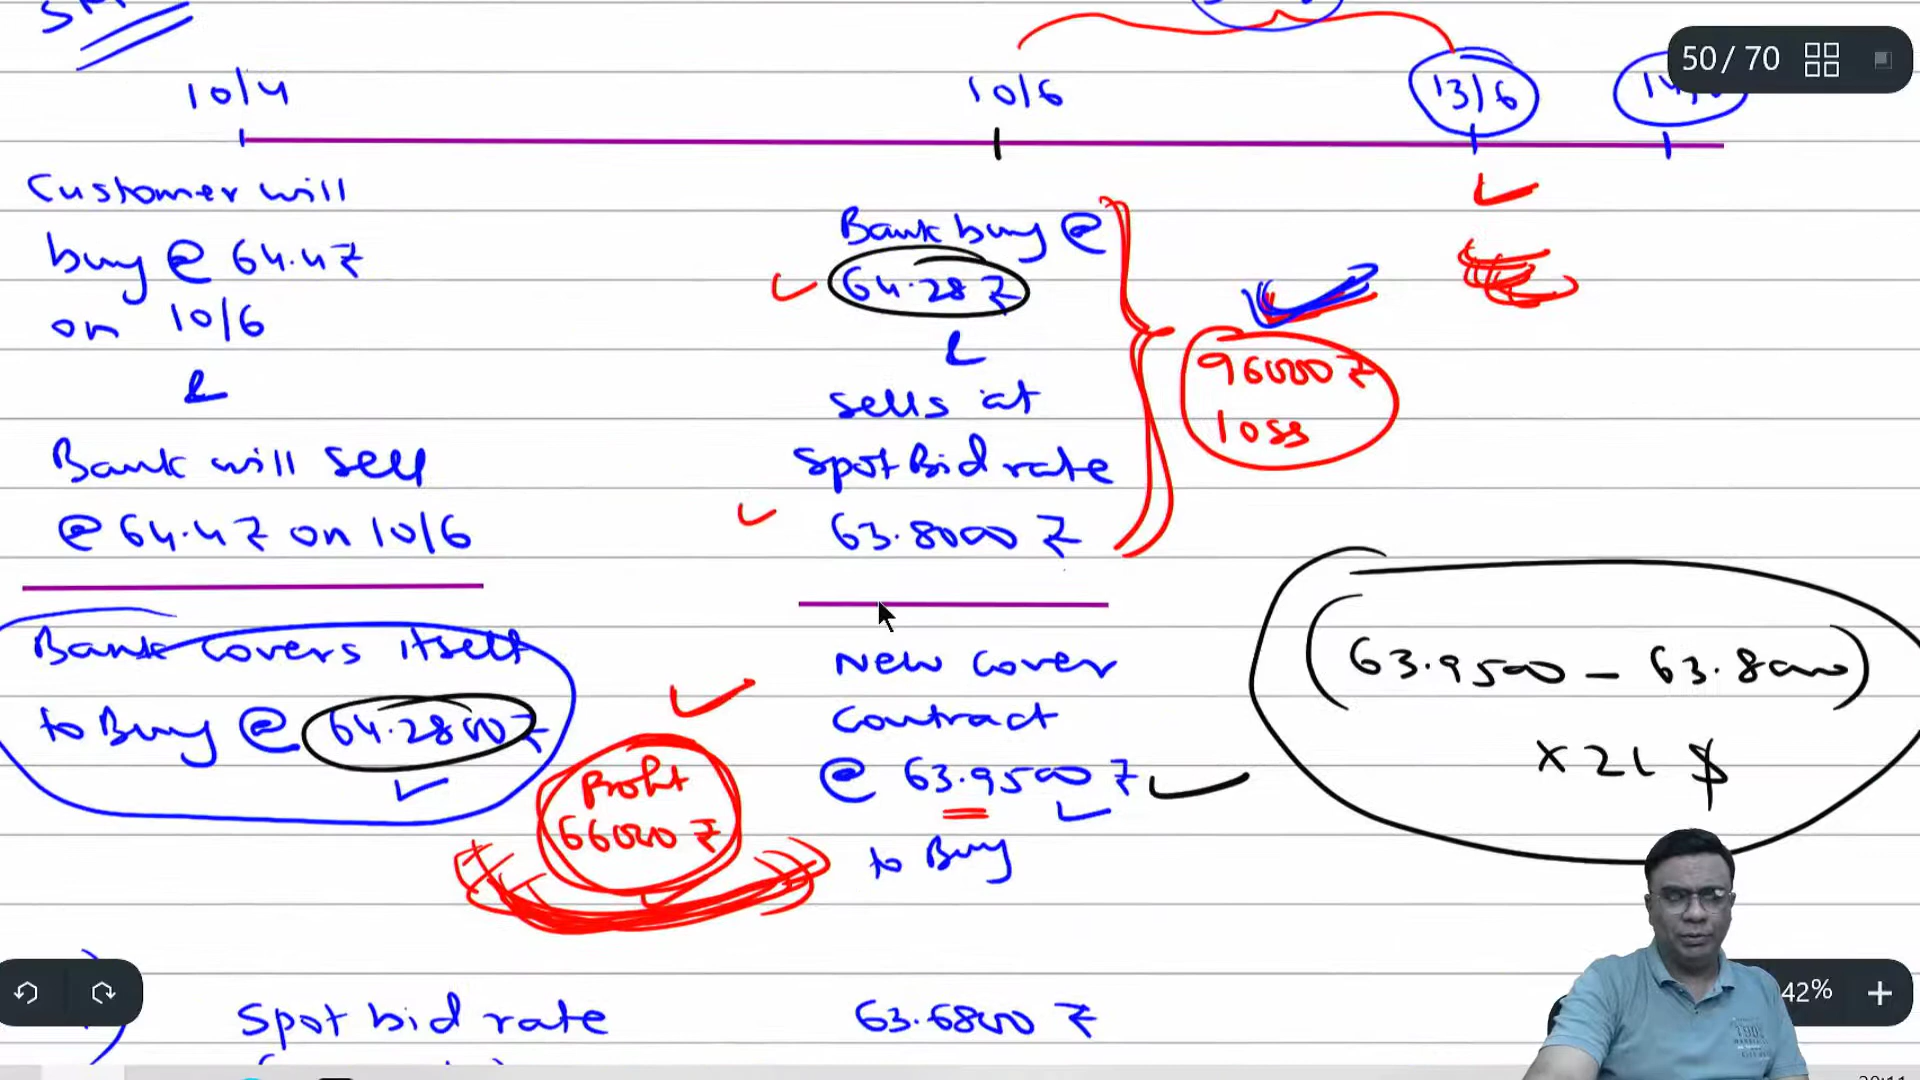 10/4
10/6
13/6
50 / 70
Customer will
buy @ 64.4₹
on 10/6
&
Bank will sell
@ 64.4₹ on 10/6
Bank covers itself
to Buy @ 64.2800 ₹
Profit
66000 ₹
Bank buy @
64.28 ₹
&
sells at
spot Bid rate
63.8000 ₹
96000 ₹
loss
New cover
contract
@ 63.9500 ₹
to Buy
(63.9500 - 63.8000)
× 2L $
Spot bid rate 63.6800 ₹
42%